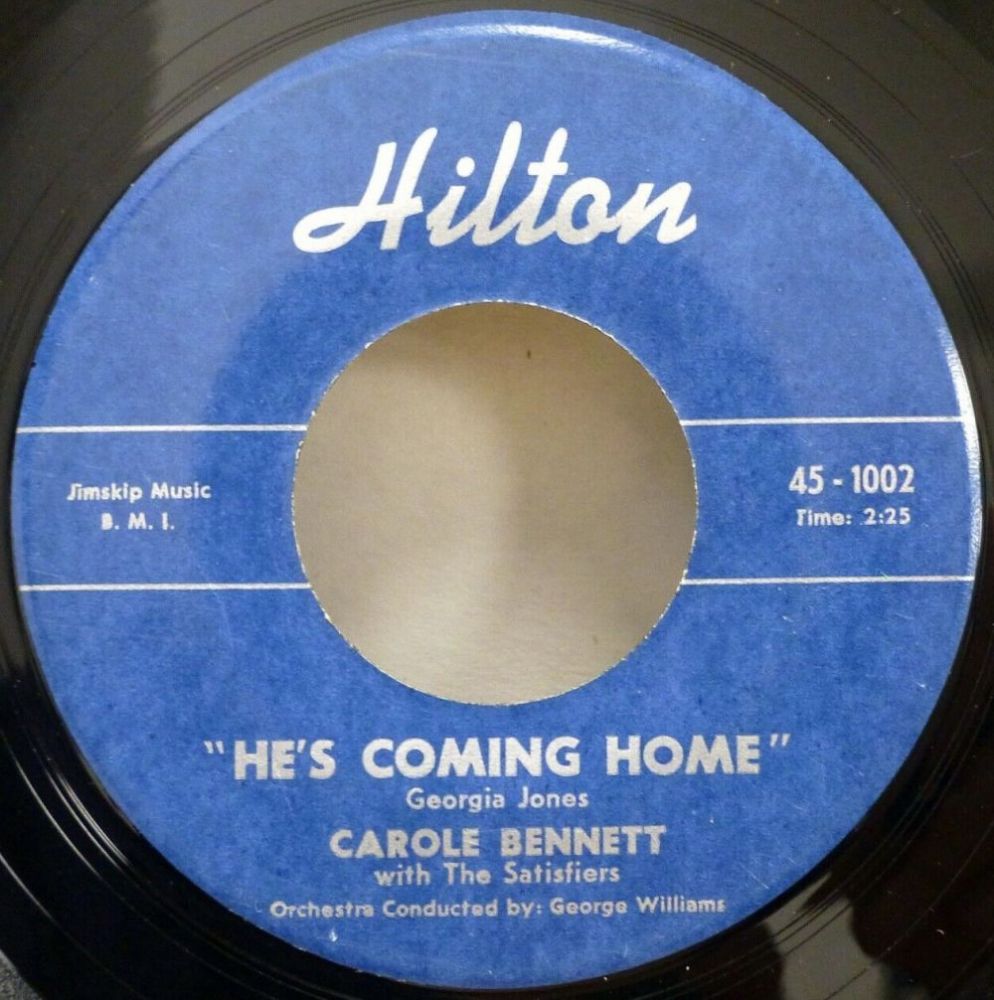 Hilton
Jimskip Music
B. M. I.
45 - 1002
Time: 2:25
"HE'S COMING HOME"
Georgia Jones
CAROLE BENNETT
with The Satisfiers
Orchestra Conducted by: George Williams